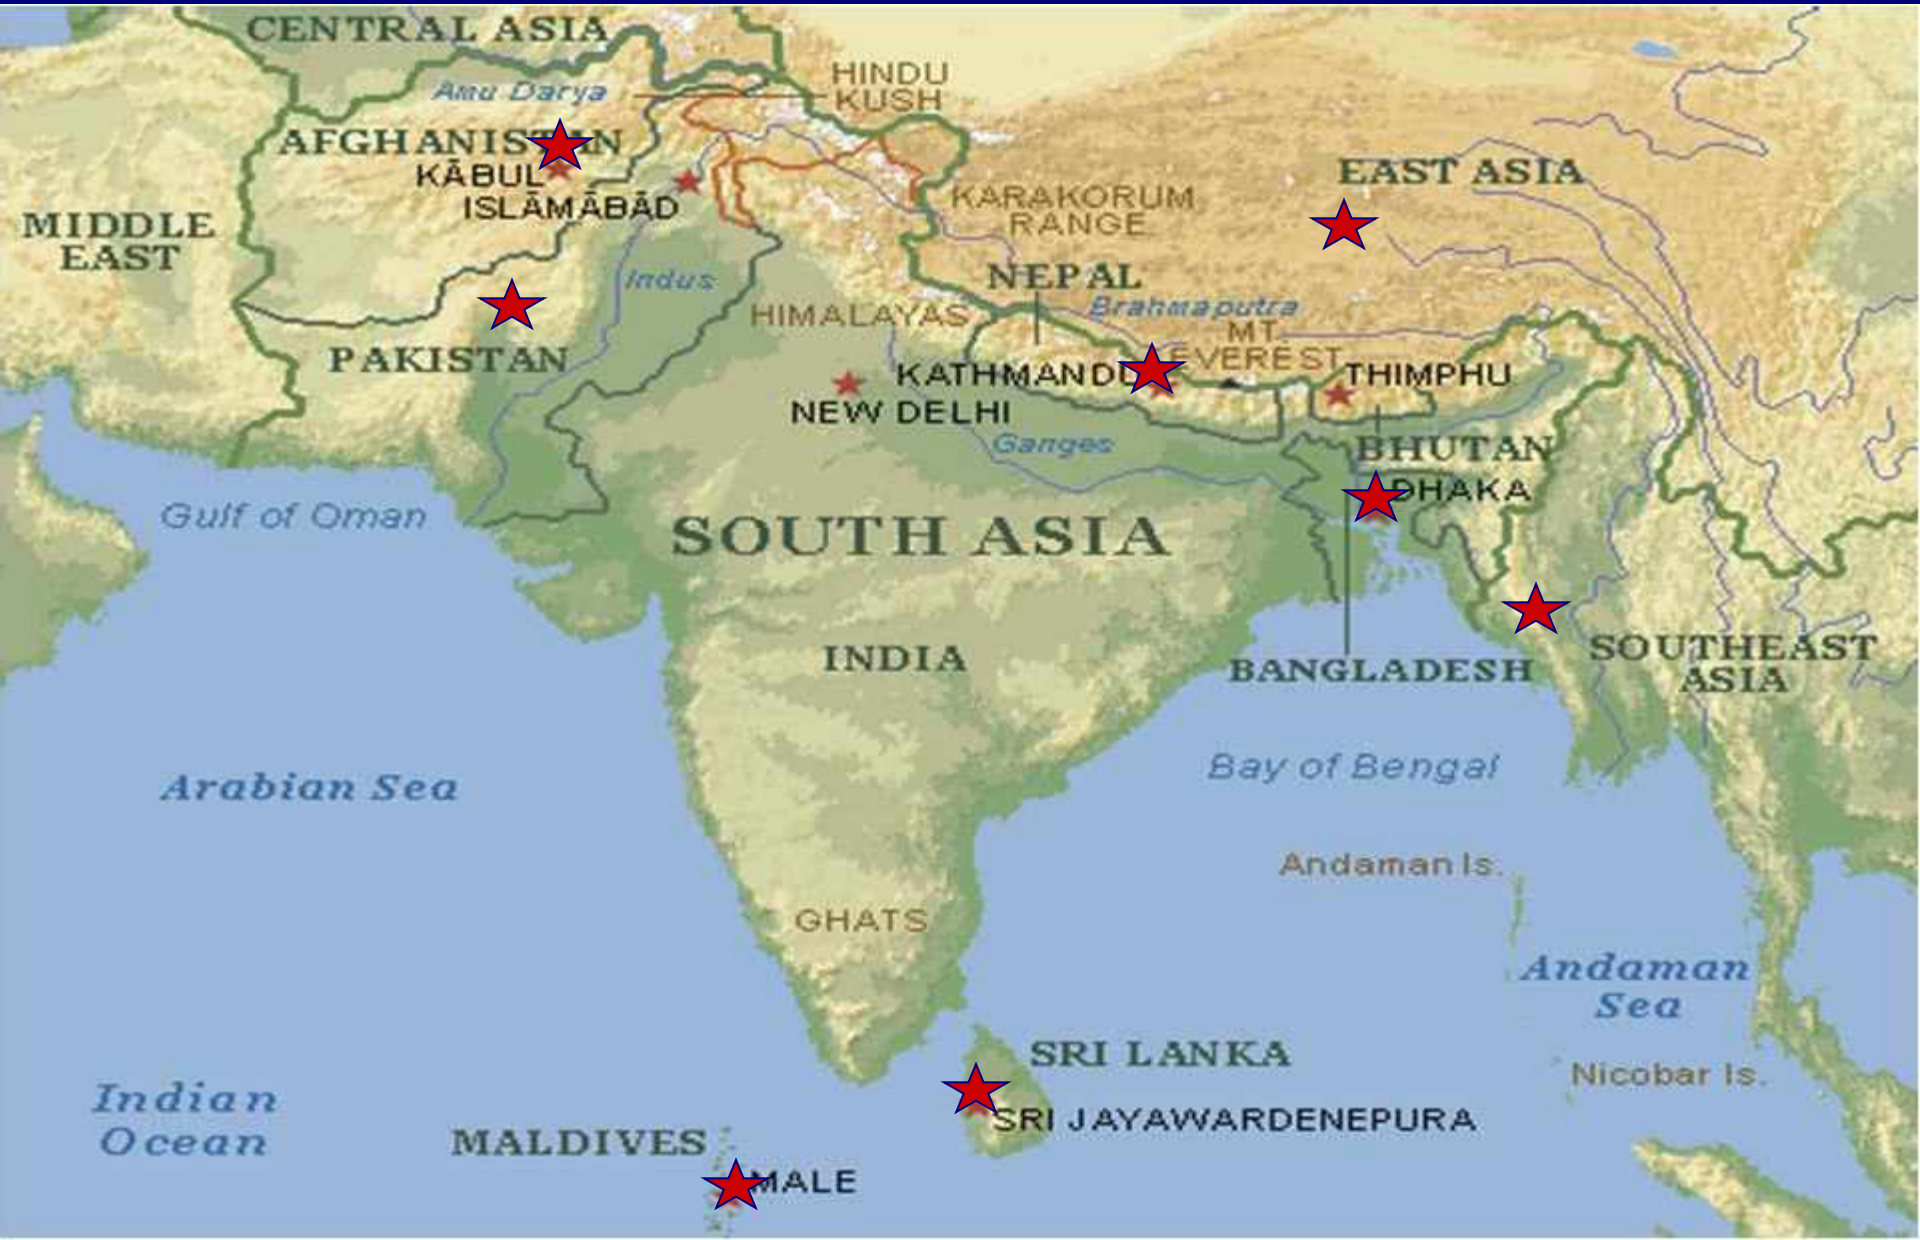 CENTRAL ASIA
HINDU
KUSH
Amu Darya
AFGHANISTAN
KĀBUL
ISLĀMĀBĀD
EAST ASIA
KARAKORUM
RANGE
MIDDLE
EAST
Indus
NEPAL
HIMALAYAS
Brahmaputra
MT
EVEREST
PAKISTAN
KATHMANDU
THIMPHU
NEW DELHI
Ganges
BHUTAN
DHAKA
Gulf of Oman
SOUTH ASIA
INDIA
BANGLADESH
SOUTHEAST
ASIA
Arabian Sea
Bay of Bengal
Andaman Is.
GHATS
Andaman
Sea
SRI LANKA
Nicobar Is.
Indian
Ocean
SRI JAYAWARDENEPURA
MALDIVES
MALE